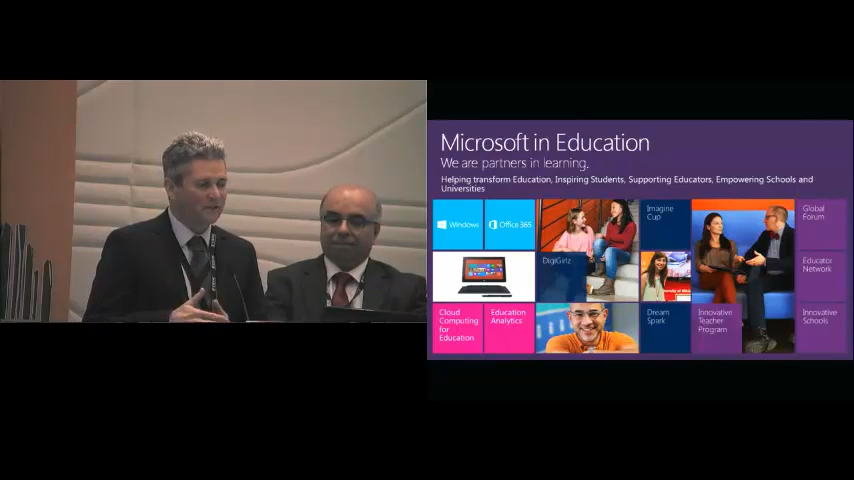 Microsoft in Education
We are partners in learning.
Helping transform Education, Inspiring Students, Supporting Educators, Empowering Schools and
Universities
Windows
Office 365
Imagine
Cup
Global
Forum
DigiGirlz
Educator
Network
Cloud
Computing
for
Education
Education
Analytics
Dream
Spark
Innovative
Teacher
Program
Innovative
Schools